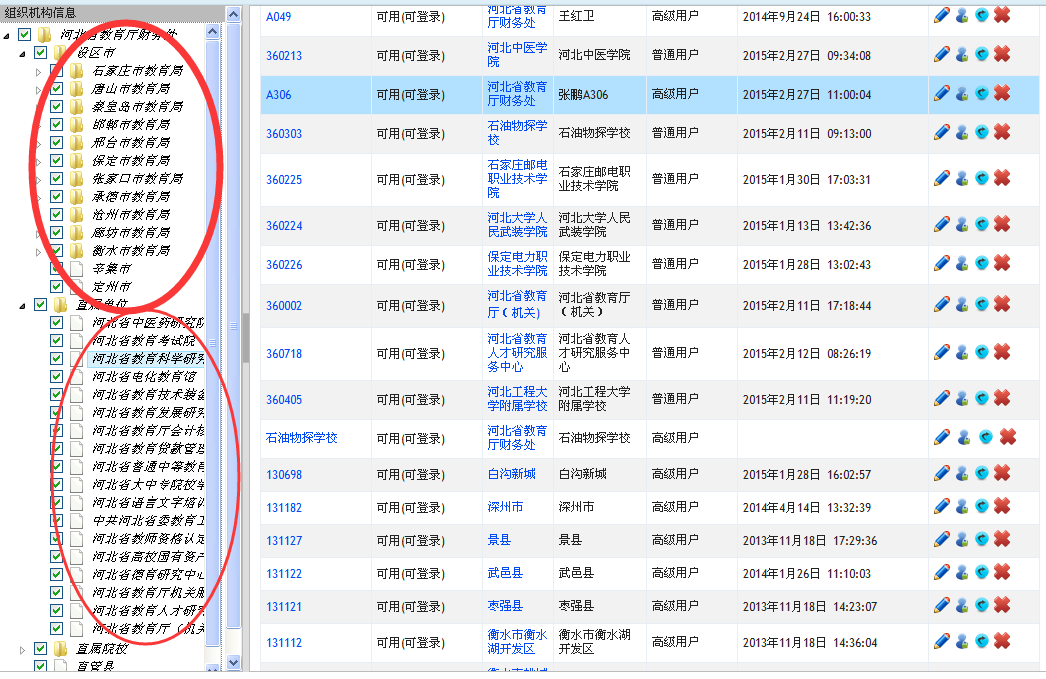 组织机构信息
河北省教育厅财务处
设区市
石家庄市教育局
唐山市教育局
秦皇岛市教育局
邯郸市教育局
邢台市教育局
保定市教育局
张家口市教育局
承德市教育局
沧州市教育局
廊坊市教育局
衡水市教育局
辛集市
定州市
直属单位
河北省中医药研究院
河北省教育考试院
河北省教育科学研究
河北省电化教育馆
河北省教育技术装备
河北省教育发展研究
河北省教育厅会计核
河北省教育贷款管理
河北省普通中等教育
河北省大中专院校学
河北省语言文字培训
中共河北省委教育工
河北省教师资格认定
河北省高校国有资产
河北省德育研究中心
河北省教育厅机关服
河北省教育人才研究
河北省教育厅（机关
直属院校
直管县
A049 可用(可登录) 河北省教育厅财务处 王红卫 高级用户 2014年9月24日 16:00:33
360213 可用(可登录) 河北中医学院 河北中医学院 普通用户 2015年2月27日 09:34:08
A306 可用(可登录) 河北省教育厅财务处 张鹏A306 高级用户 2015年2月27日 11:00:04
360303 可用(可登录) 石油物探学校 石油物探学校 普通用户 2015年2月11日 09:13:00
360225 可用(可登录) 石家庄邮电职业技术学院 石家庄邮电职业技术学院 普通用户 2015年1月30日 17:03:31
360224 可用(可登录) 河北大学人民武装学院 河北大学人民武装学院 普通用户 2015年1月13日 13:42:36
360226 可用(可登录) 保定电力职业技术学院 保定电力职业技术学院 普通用户 2015年1月28日 13:02:43
360002 可用(可登录) 河北省教育厅（机关） 河北省教育厅（机关） 普通用户 2015年2月11日 17:18:44
360718 可用(可登录) 河北省教育人才研究服务中心 河北省教育人才研究服务中心 普通用户 2015年2月12日 08:26:19
360405 可用(可登录) 河北工程大学附属学校 河北工程大学附属学校 普通用户 2015年2月11日 11:19:20
石油物探学校 可用(可登录) 河北省教育厅财务处 石油物探学校 高级用户
130698 可用(可登录) 白沟新城 白沟新城 高级用户 2015年1月28日 16:02:57
131182 可用(可登录) 深州市 深州市 高级用户 2014年4月14日 13:32:39
131127 可用(可登录) 景县 景县 高级用户 2013年11月18日 17:29:36
131122 可用(可登录) 武邑县 武邑县 高级用户 2014年1月26日 11:10:03
131121 可用(可登录) 枣强县 枣强县 高级用户 2013年11月18日 14:23:07
131112 可用(可登录) 衡水市衡水湖开发区 衡水市衡水湖开发区 高级用户 2013年11月18日 14:36:04